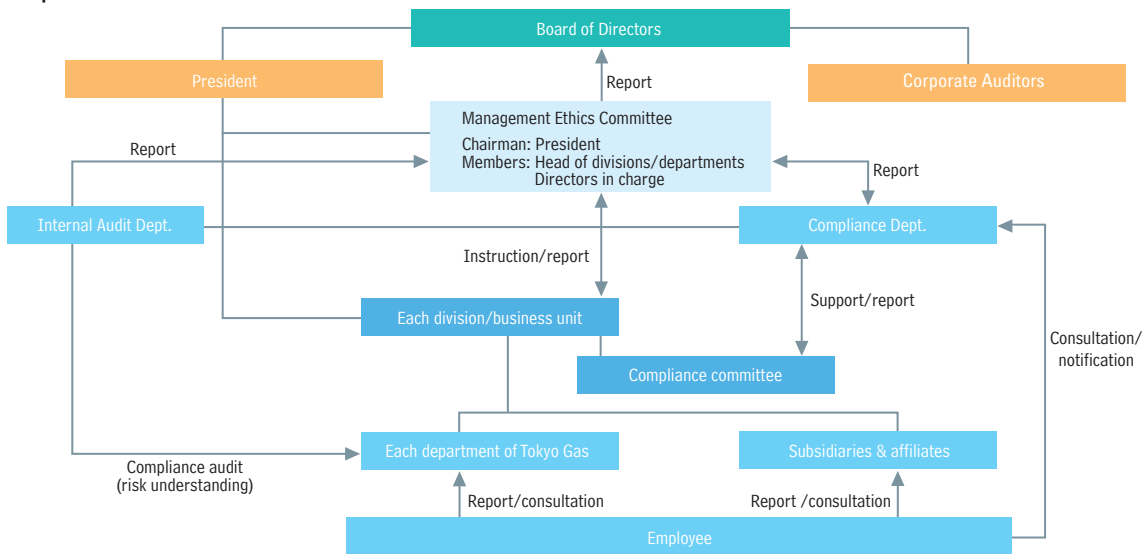 Board of Directors
President
Corporate Auditors
Report
Management Ethics Committee
Chairman: President
Members: Head of divisions/departments
Directors in charge
Report
Report
Internal Audit Dept.
Compliance Dept.
Instruction/report
Support/report
Each division/business unit
Consultation/
notification
Compliance committee
Each department of Tokyo Gas
Subsidiaries & affiliates
Compliance audit
(risk understanding)
Report/consultation
Report /consultation
Employee